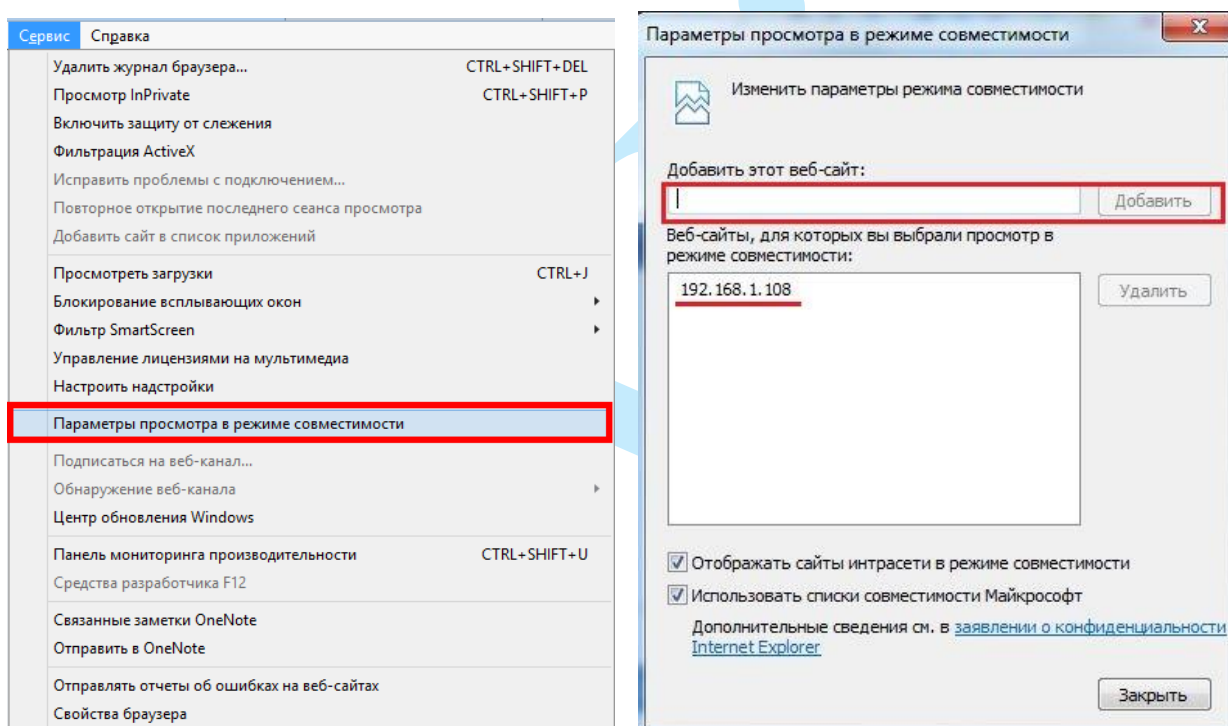 Сервис Справка
Удалить журнал браузера... CTRL+SHIFT+DEL
Просмотр InPrivate CTRL+SHIFT+P
Включить защиту от слежения
Фильтрация ActiveX
Исправить проблемы с подключением...
Повторное открытие последнего сеанса просмотра
Добавить сайт в список приложений
Просмотреть загрузки CTRL+J
Блокирование всплывающих окон
Фильтр SmartScreen
Управление лицензиями на мультимедиа
Настроить надстройки
Параметры просмотра в режиме совместимости
Подписаться на веб-канал...
Обнаружение веб-канала
Центр обновления Windows
Панель мониторинга производительности CTRL+SHIFT+U
Средства разработчика F12
Связанные заметки OneNote
Отправить в OneNote
Отправлять отчеты об ошибках на веб-сайтах
Свойства браузера
Параметры просмотра в режиме совместимости
Изменить параметры режима совместимости
Добавить этот веб-сайт:
Добавить
Веб-сайты, для которых вы выбрали просмотр в
режиме совместимости:
192.168.1.108
Удалить
Отображать сайты интрасети в режиме совместимости
Использовать списки совместимости Майкрософт
Дополнительные сведения см. в заявлении о конфиденциальности
Internet Explorer
Закрыть